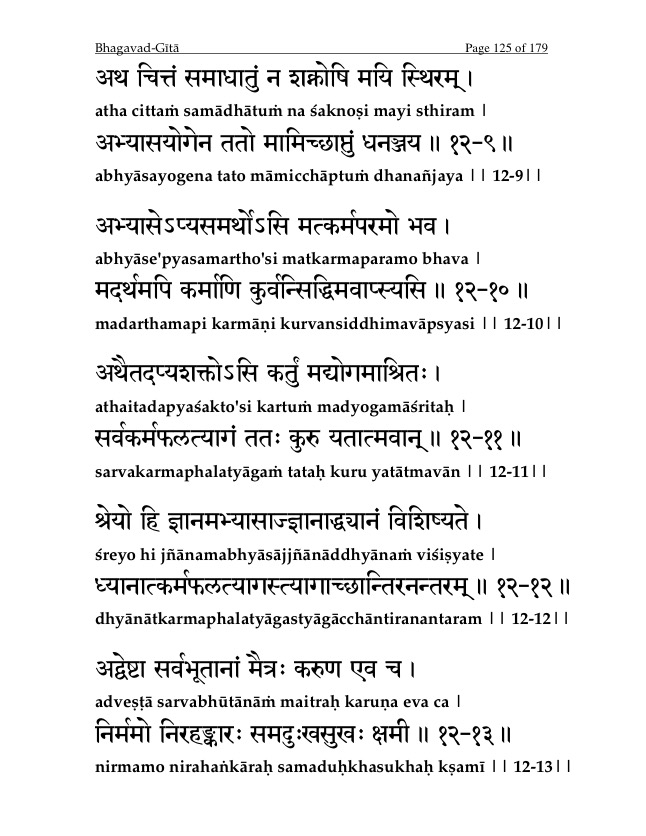 Bhagavad-Gītā Page 125 of 179
अथ चित्तं समाधातुं न शक्नोषि मयि स्थिरम् ।
atha cittaṁ samādhātuṁ na śaknoṣi mayi sthiram |
अभ्यासयोगेन ततो मामिच्छाप्तुं धनञ्जय ॥ १२-९॥
abhyāsayogena tato māmicchāptuṁ dhanañjaya || 12-9||
अभ्यासेऽप्यसमर्थोऽसि मत्कर्मपरमो भव ।
abhyāse'pyasamartho'si matkarmaparamo bhava |
मदर्थमपि कर्माणि कुर्वन्सिद्धिमवाप्स्यसि ॥ १२-१०॥
madarthamapi karmāṇi kurvansiddhimavāpsyasi || 12-10||
अथैतदप्यशक्तोऽसि कर्तुं मद्योगमाश्रितः ।
athaitadapyaśakto'si kartuṁ madyogamāśritaḥ |
सर्वकर्मफलत्यागं ततः कुरु यतात्मवान् ॥ १२-११॥
sarvakarmaphalatyāgaṁ tataḥ kuru yatātmavān || 12-11||
श्रेयो हि ज्ञानमभ्यासाज्ज्ञानाद्ध्यानं विशिष्यते ।
śreyo hi jñānamabhyāsājjñānāddhyānaṁ viśiṣyate |
ध्यानात्कर्मफलत्यागस्त्यागाच्छान्तिरनन्तरम् ॥ १२-१२॥
dhyānātkarmaphalatyāgastyāgācchāntiranantaram || 12-12||
अद्वेष्टा सर्वभूतानां मैत्रः करुण एव च ।
adveṣṭā sarvabhūtānāṁ maitraḥ karuṇa eva ca |
निर्ममो निरहङ्कारः समदुःखसुखः क्षमी ॥ १२-१३॥
nirmamo nirahaṅkāraḥ samaduḥkhasukhaḥ kṣamī || 12-13||